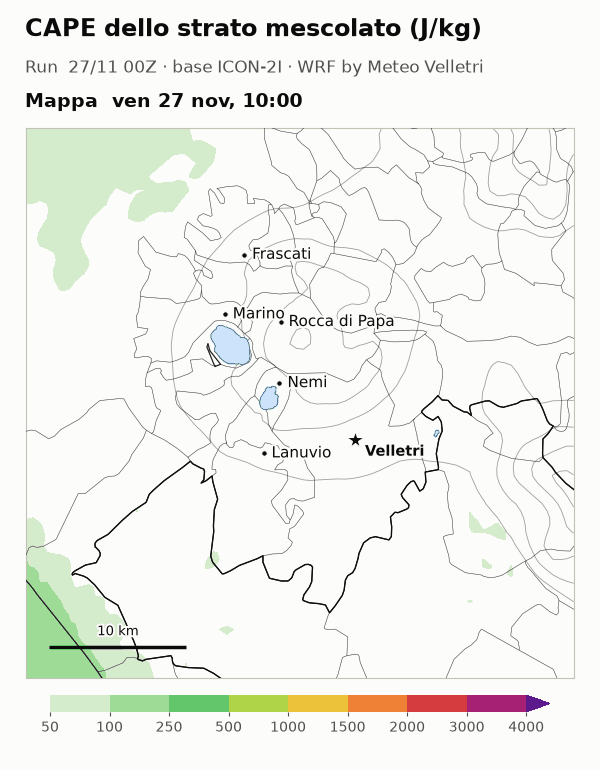 CAPE dello strato mescolato (J/kg)
Run  27/11 00Z · base ICON-2I · WRF by Meteo Velletri
Mappa  ven 27 nov, 10:00
Frascati
Marino
Rocca di Papa
Nemi
Velletri
Lanuvio
10 km
50 100 250 500 1000 1500 2000 3000 4000